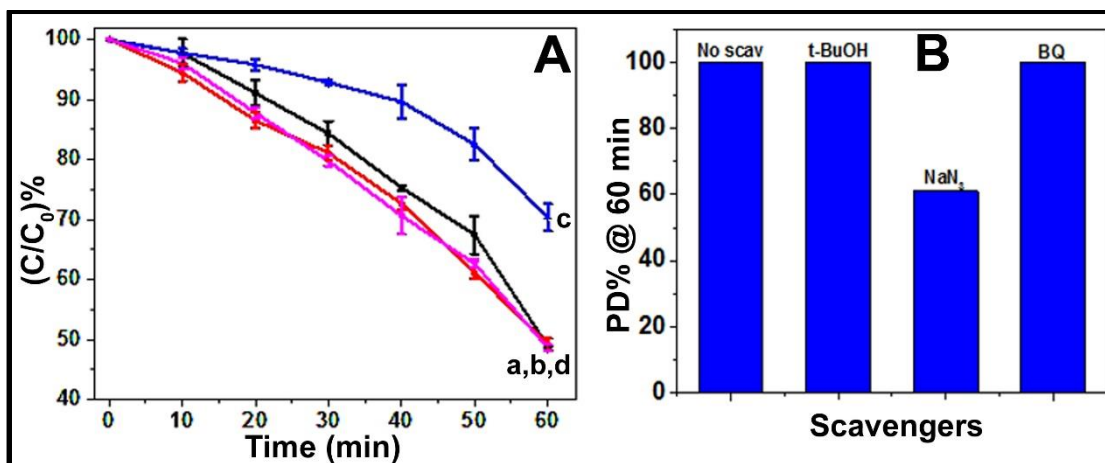 A
(C/C₀)%
100
90
80
70
60
50
40
c
a,b,d
0 10 20 30 40 50 60
Time (min)
B
PD% @ 60 min
100
80
60
40
20
0
No scav t-BuOH NaN₃ BQ
Scavengers